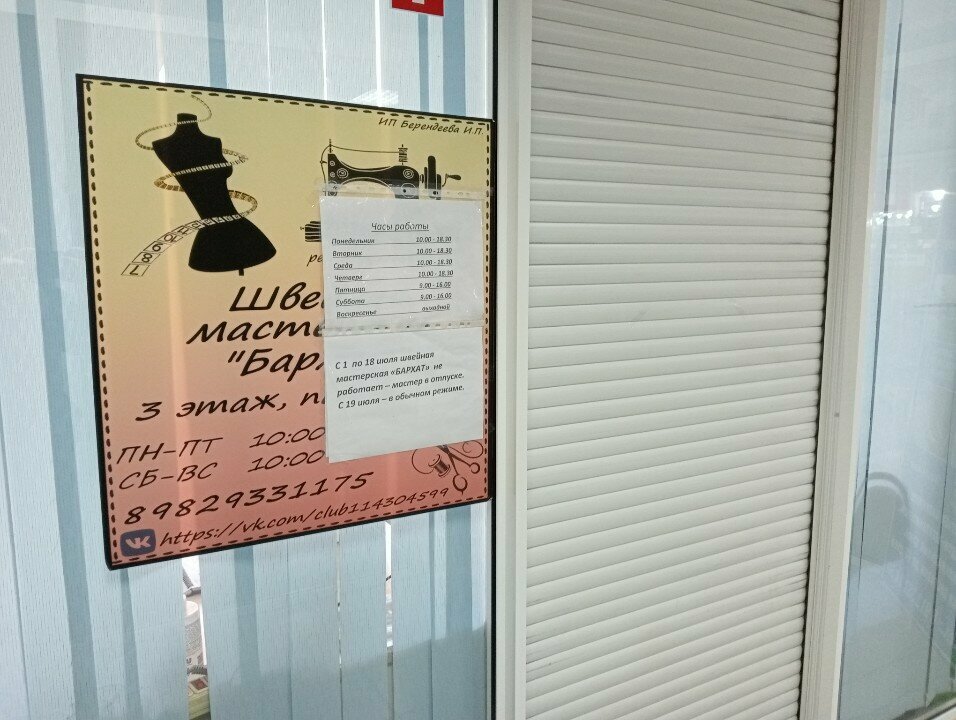 ИП Берендеева И.П.
Часы работы
Понедельник 10.00 - 18.30
Вторник 10.00 - 18.30
Среда 10.00 - 18.30
Четверг 10.00 - 18.30
Пятница 9.00 - 16.00
Суббота 9.00 - 16.00
Воскресенье выходной
С 1 по 18 июля швейная
мастерская «БАРХАТ» не
работает – мастер в отпуске.
С 19 июля – в обычном режиме.
3 этаж,
ПН-ПТ 10:00
СБ-ВС 10:00
89829331175
https://vk.com/club114304599